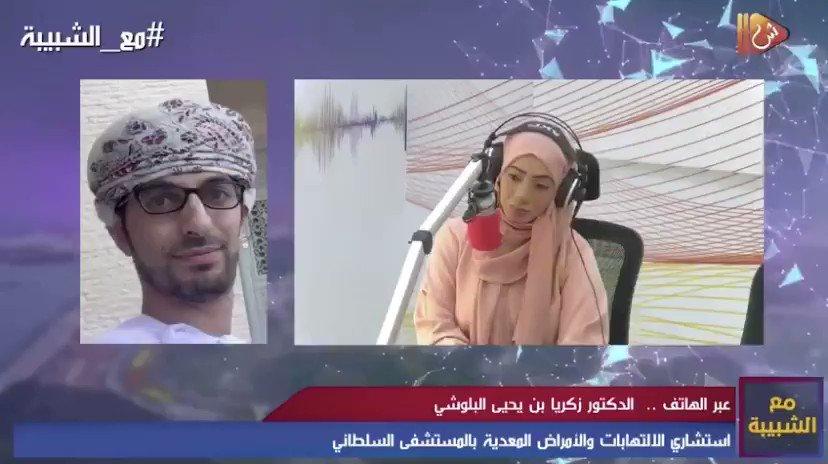 #مع_الشبيبة
ش
عبر الهاتف .. الدكتور زكريا بن يحيى البلوشي
استشاري الالتهابات والأمراض المعدية بالمستشفى السلطاني
مع
الشبيبة